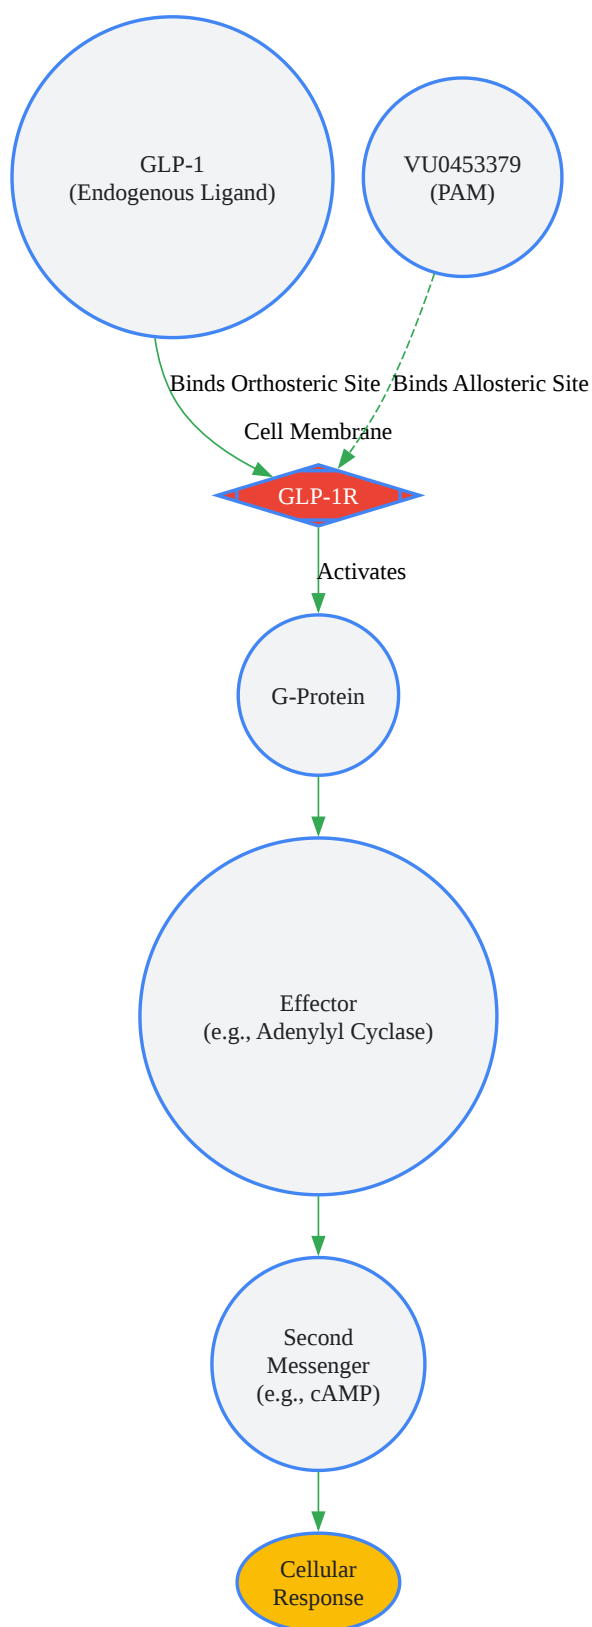 GLP-1
(Endogenous Ligand)
VU0453379
(PAM)
Binds Orthosteric Site
Binds Allosteric Site
Cell Membrane
GLP-1R
Activates
G-Protein
Effector
(e.g., Adenylyl Cyclase)
Second
Messenger
(e.g., cAMP)
Cellular
Response